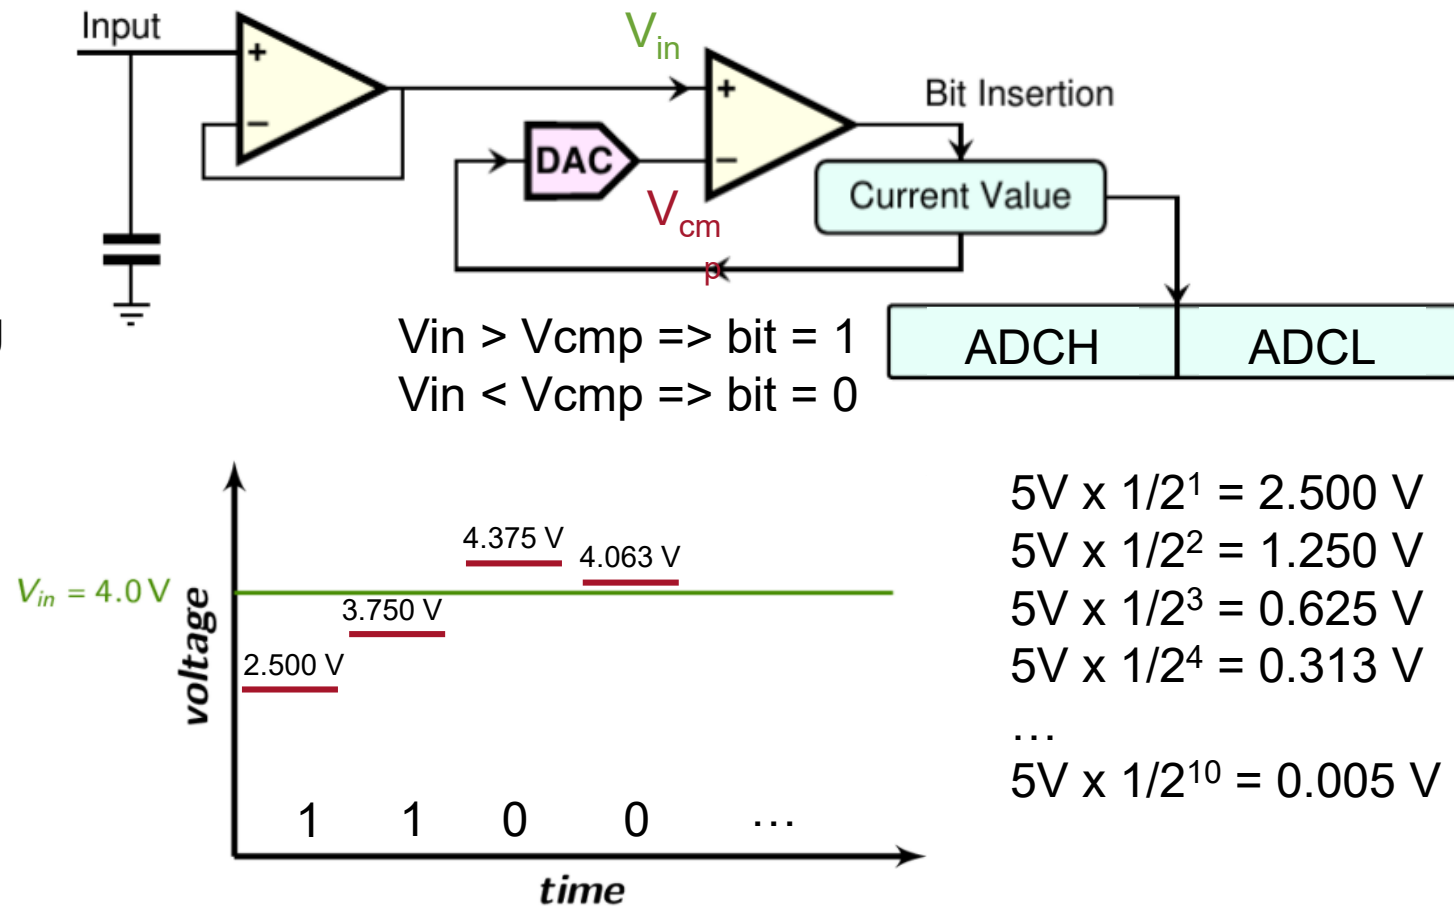 Input
V_in
+
−
+
−
Bit Insertion
DAC
Current Value
V_cm
p
ADCH
ADCL
Vin > Vcmp => bit = 1
Vin < Vcmp => bit = 0
5V x 1/2¹ = 2.500 V
5V x 1/2² = 1.250 V
5V x 1/2³ = 0.625 V
5V x 1/2⁴ = 0.313 V
…
5V x 1/2¹⁰ = 0.005 V
4.375 V
4.063 V
V_in = 4.0 V
3.750 V
2.500 V
voltage
1 1 0 0 …
time